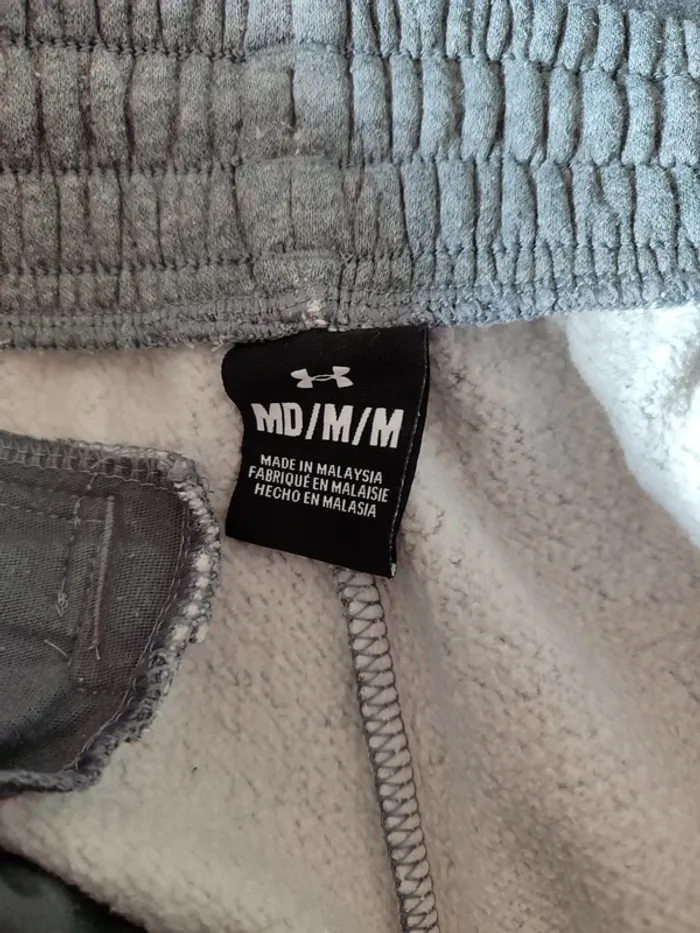 MD/M/M
MADE IN MALAYSIA
FABRIQUÉ EN MALAISIE
HECHO EN MALASIA